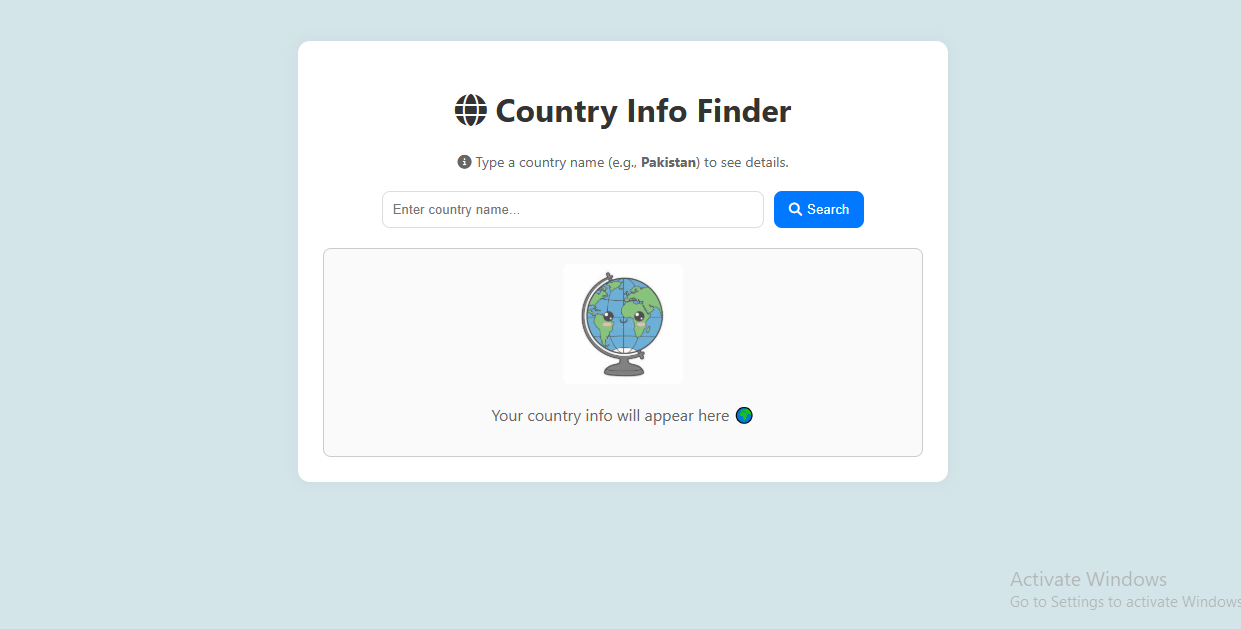 Country Info Finder
Type a country name (e.g., Pakistan) to see details.
Enter country name...
Search
Your country info will appear here
Activate Windows
Go to Settings to activate Windows